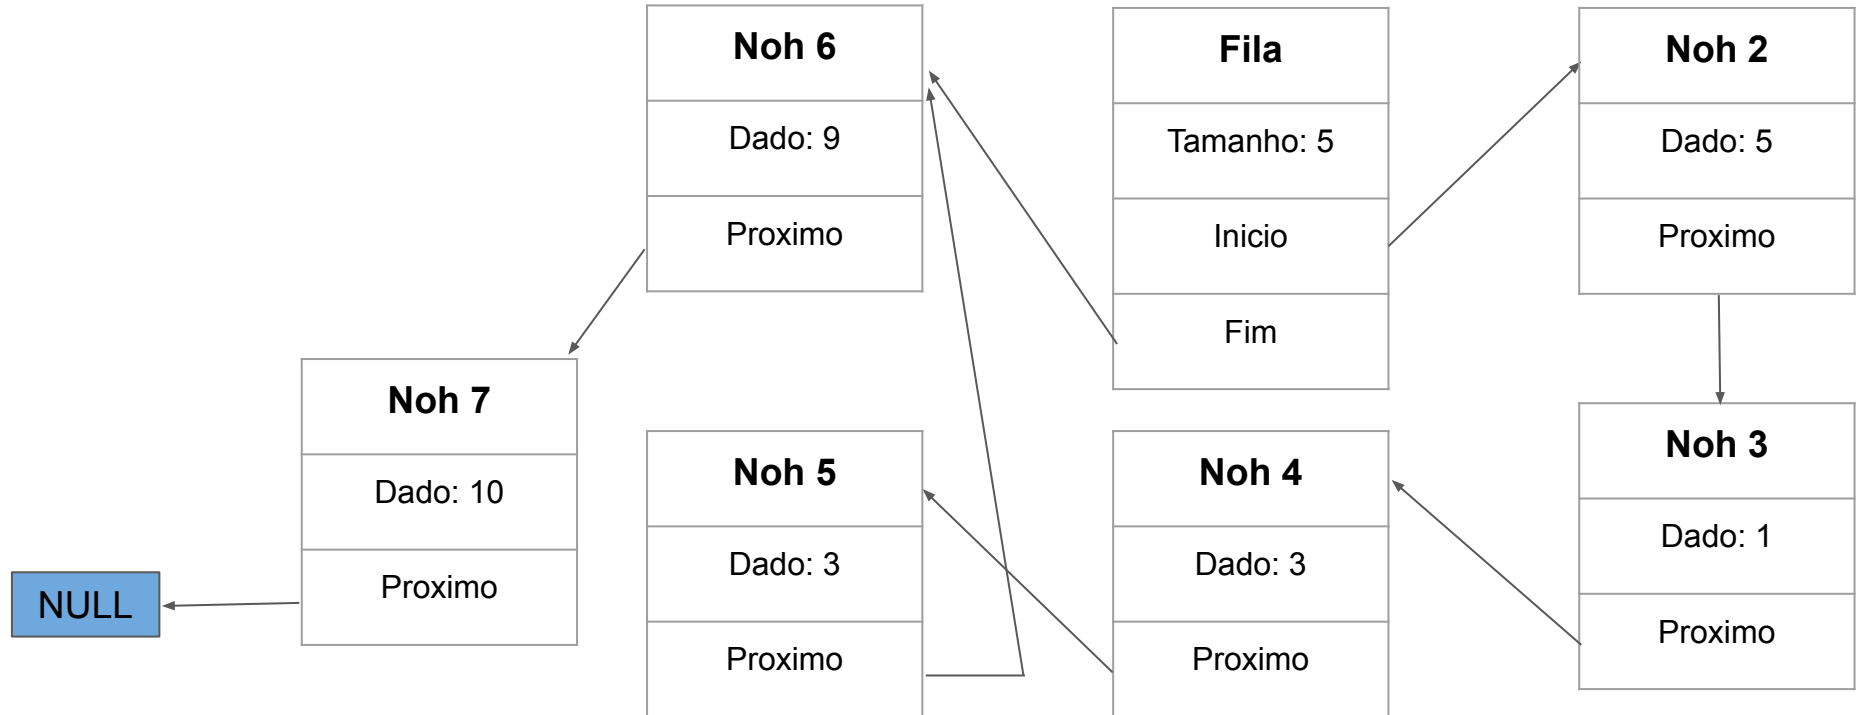 Noh 6
Dado: 9
Proximo
Fila
Tamanho: 5
Inicio
Fim
Noh 2
Dado: 5
Proximo
Noh 7
Dado: 10
Proximo
NULL
Noh 5
Dado: 3
Proximo
Noh 4
Dado: 3
Proximo
Noh 3
Dado: 1
Proximo